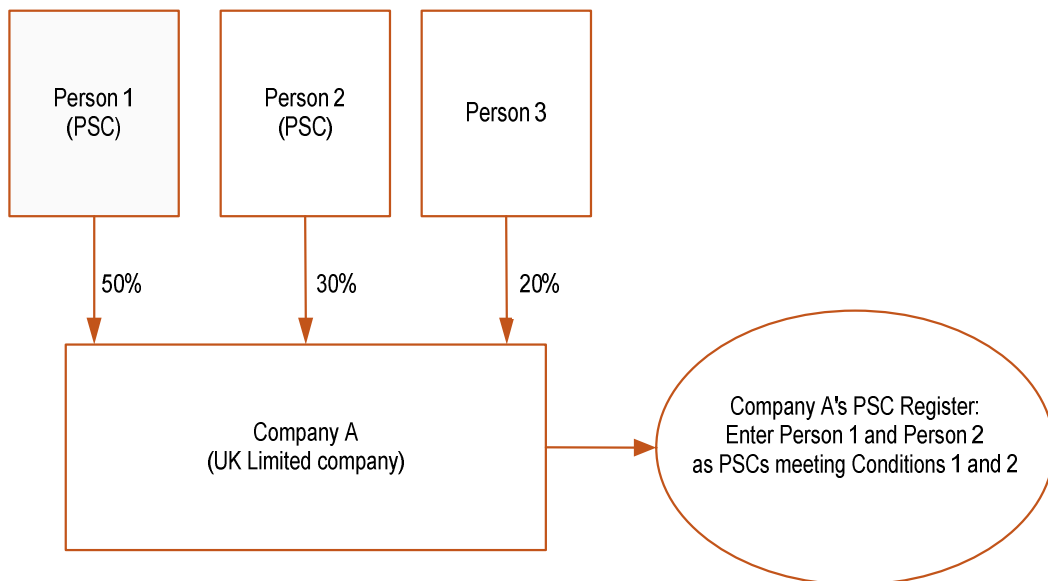 Person 1
(PSC)
Person 2
(PSC)
Person 3
50%
30%
20%
Company A
(UK Limited company)
Company A's PSC Register:
Enter Person 1 and Person 2
as PSCs meeting Conditions 1 and 2